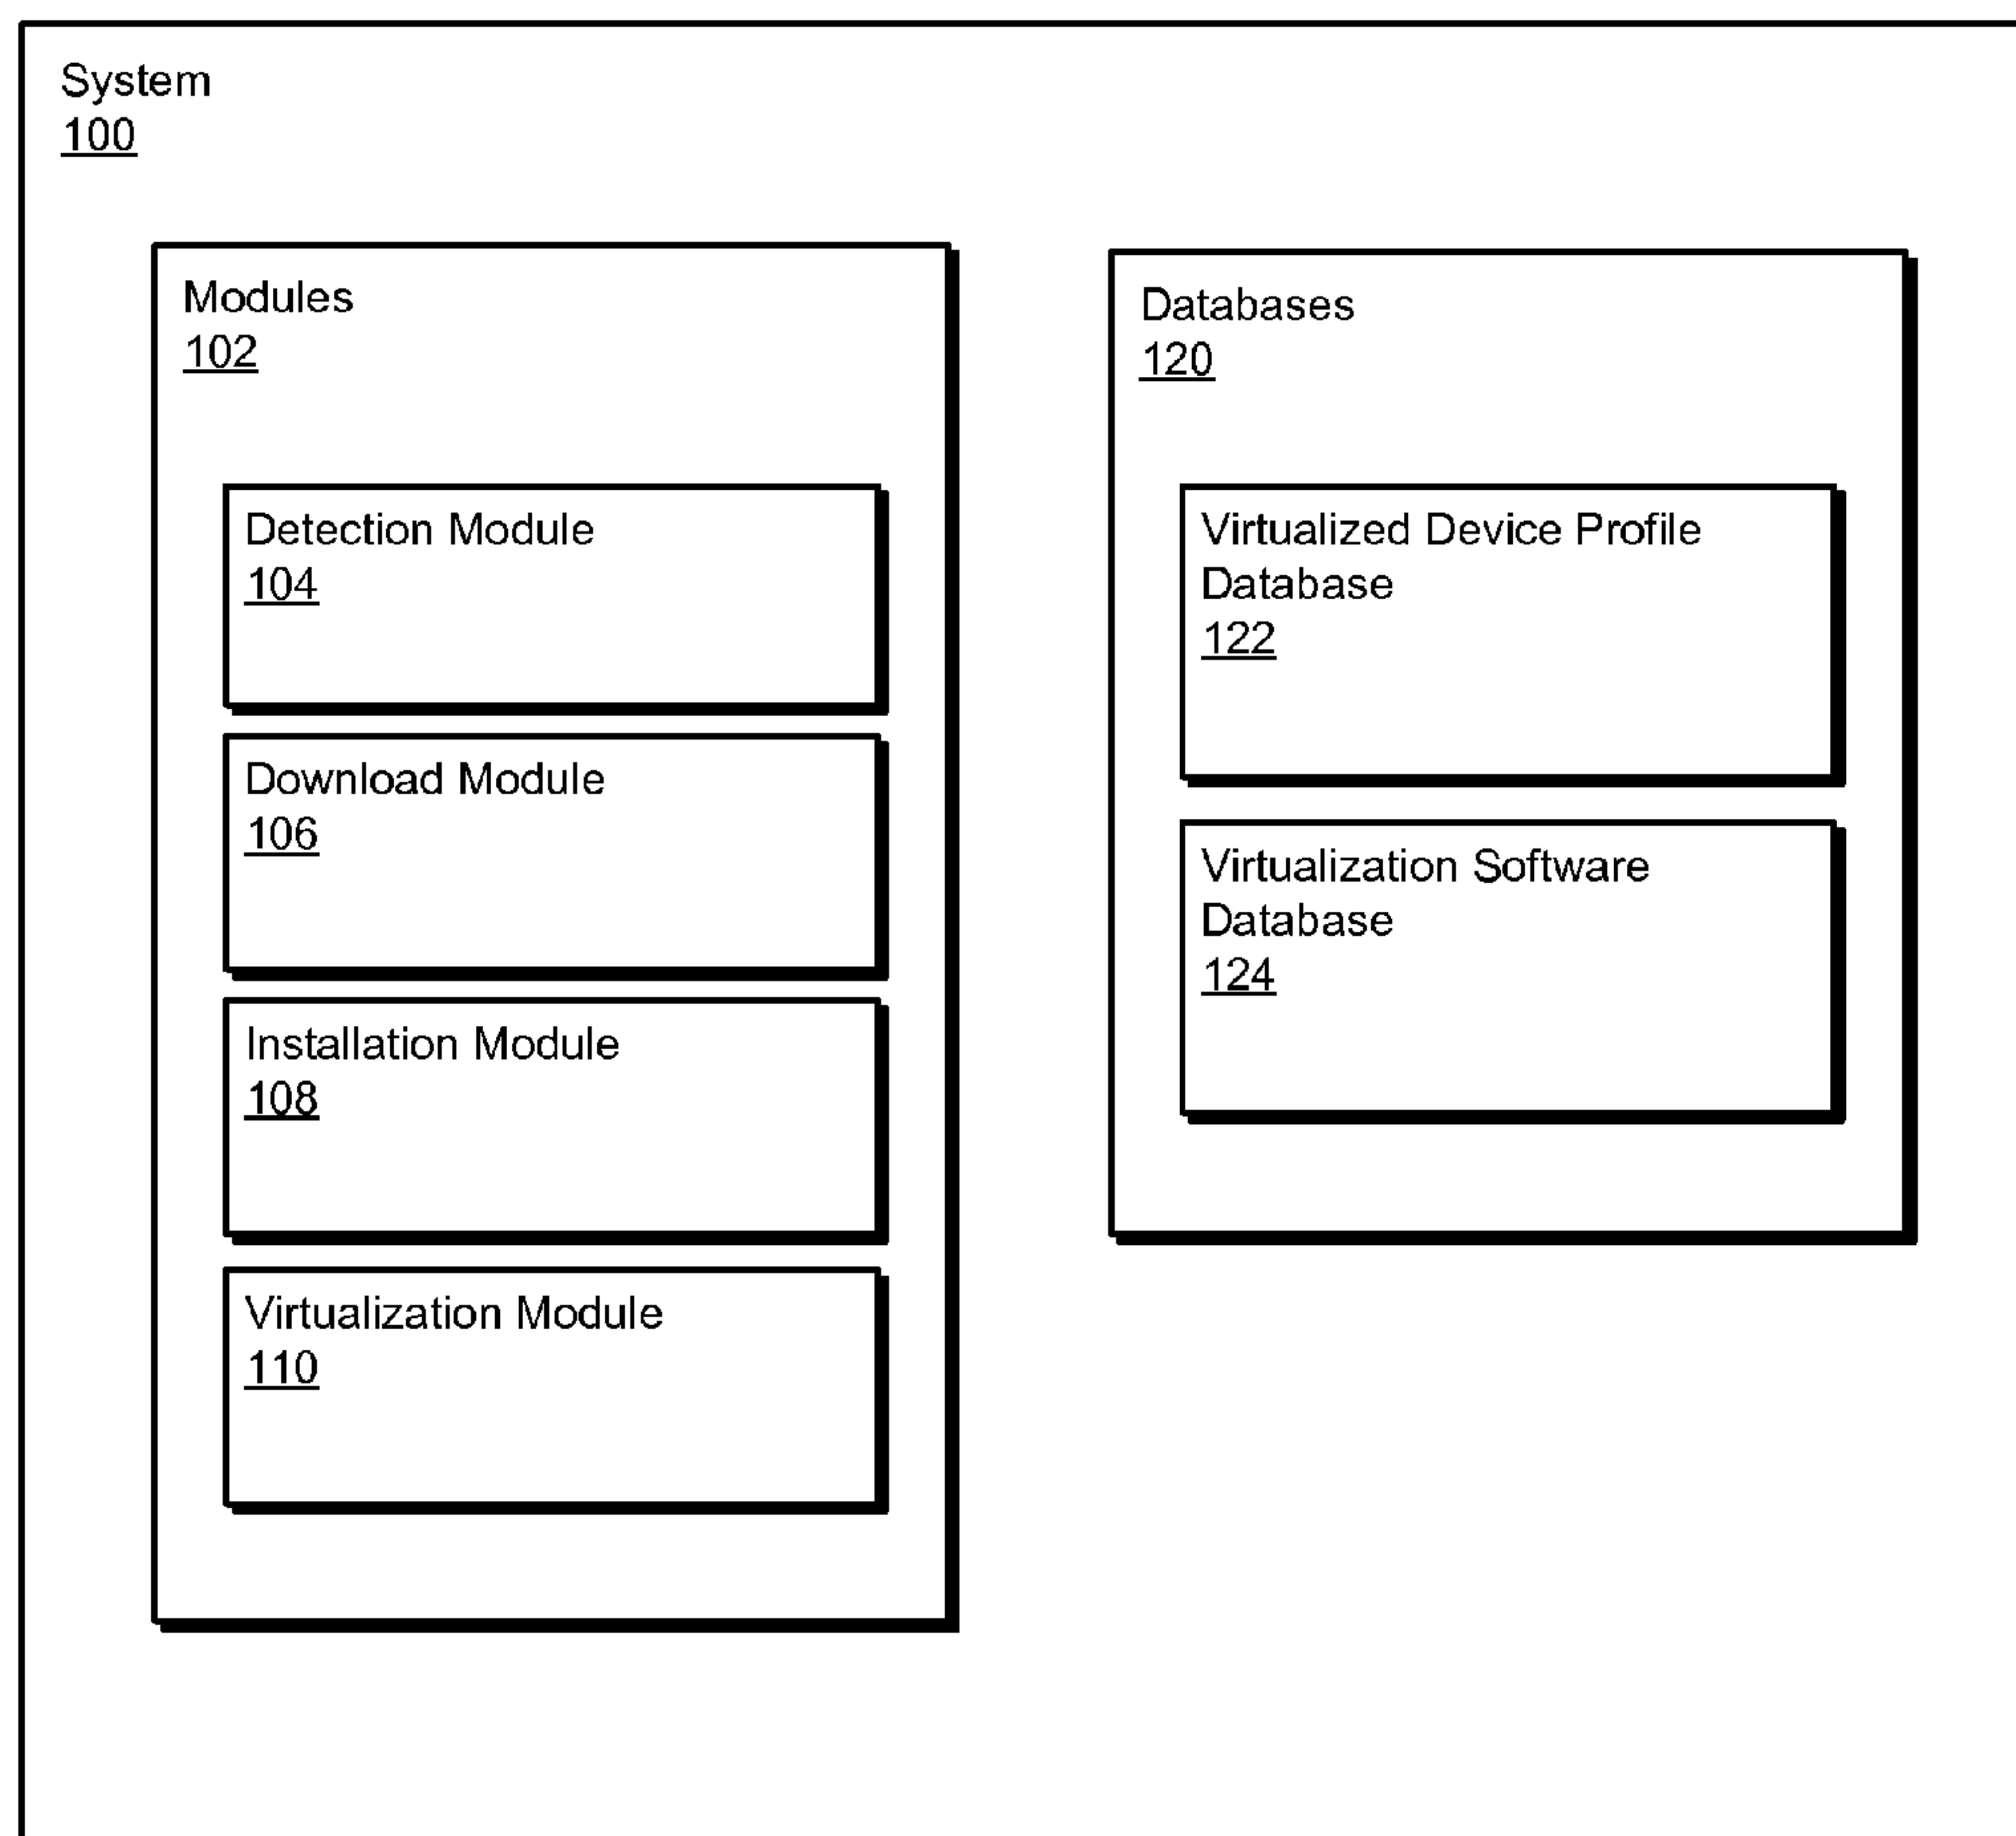 System
100
Modules
102
Detection Module
104
Download Module
106
Installation Module
108
Virtualization Module
110
Databases
120
Virtualized Device Profile
Database
122
Virtualization Software
Database
124